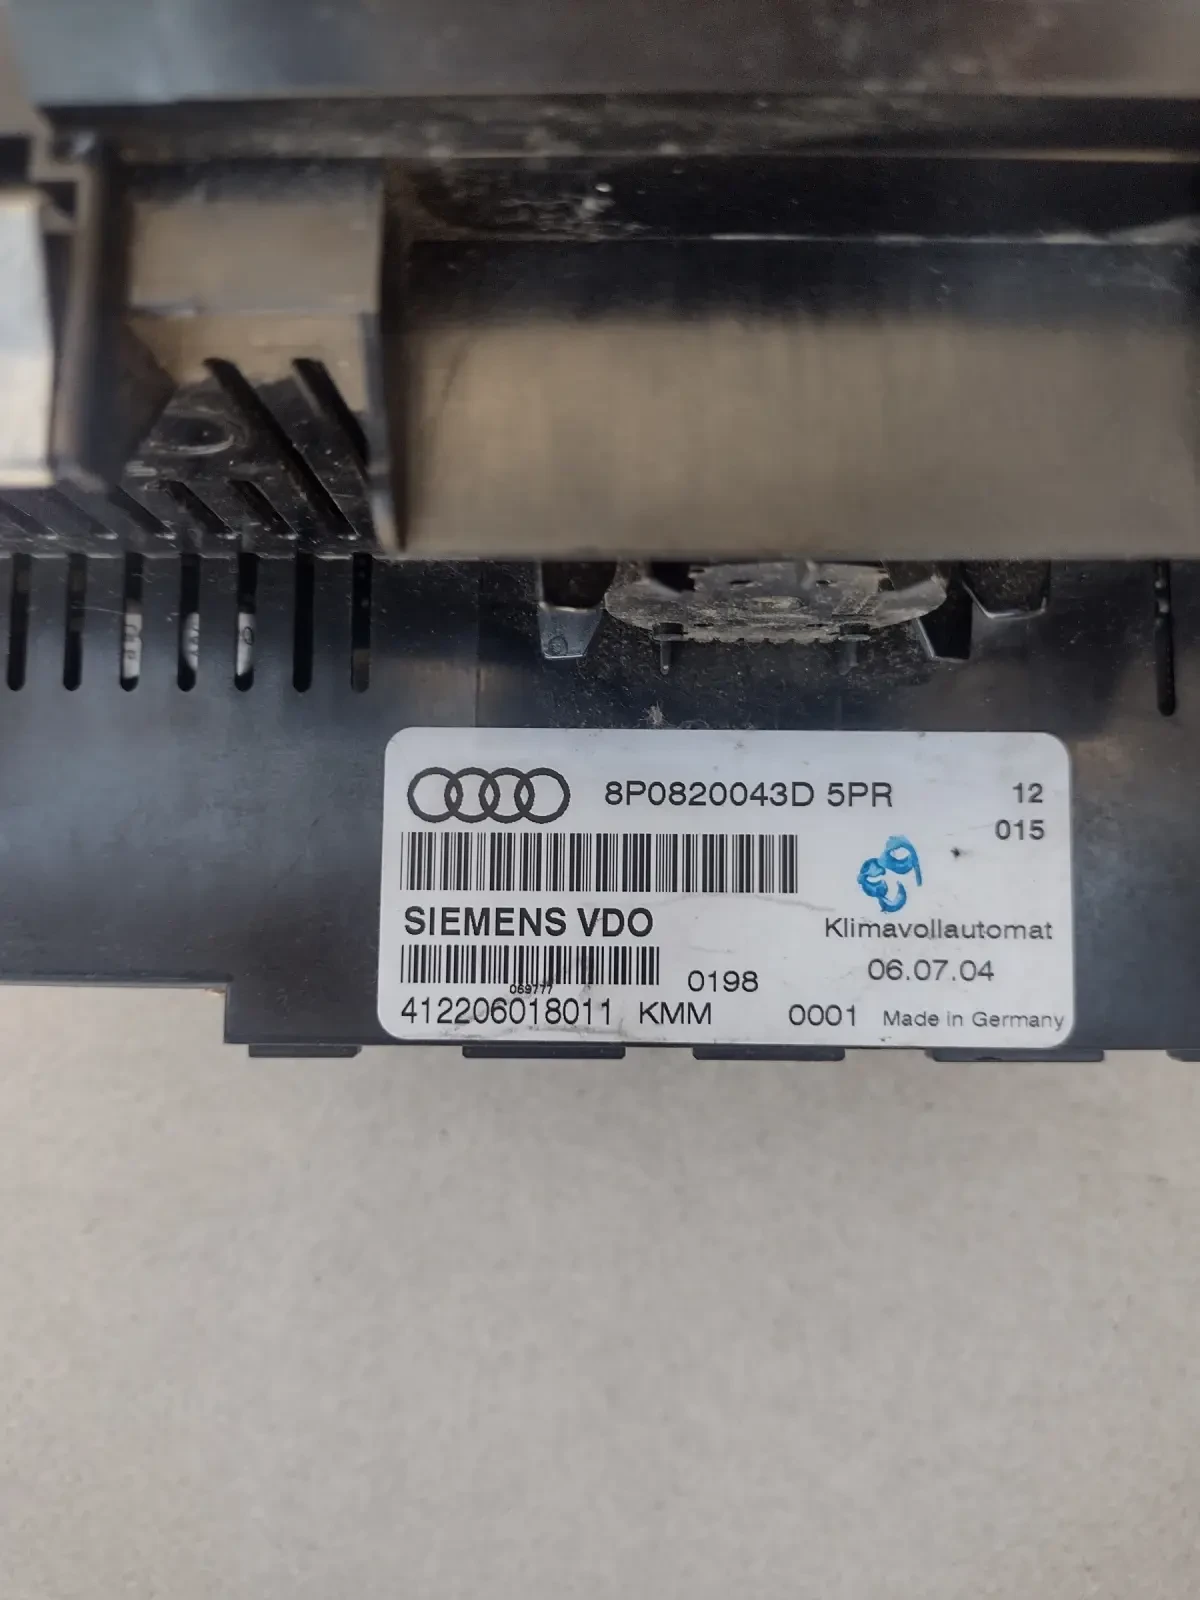 8P0820043D 5PR
12
015
SIEMENS VDO
Klimavollautomat
06.07.04
0198
069777
412206018011 KMM
0001
Made in Germany